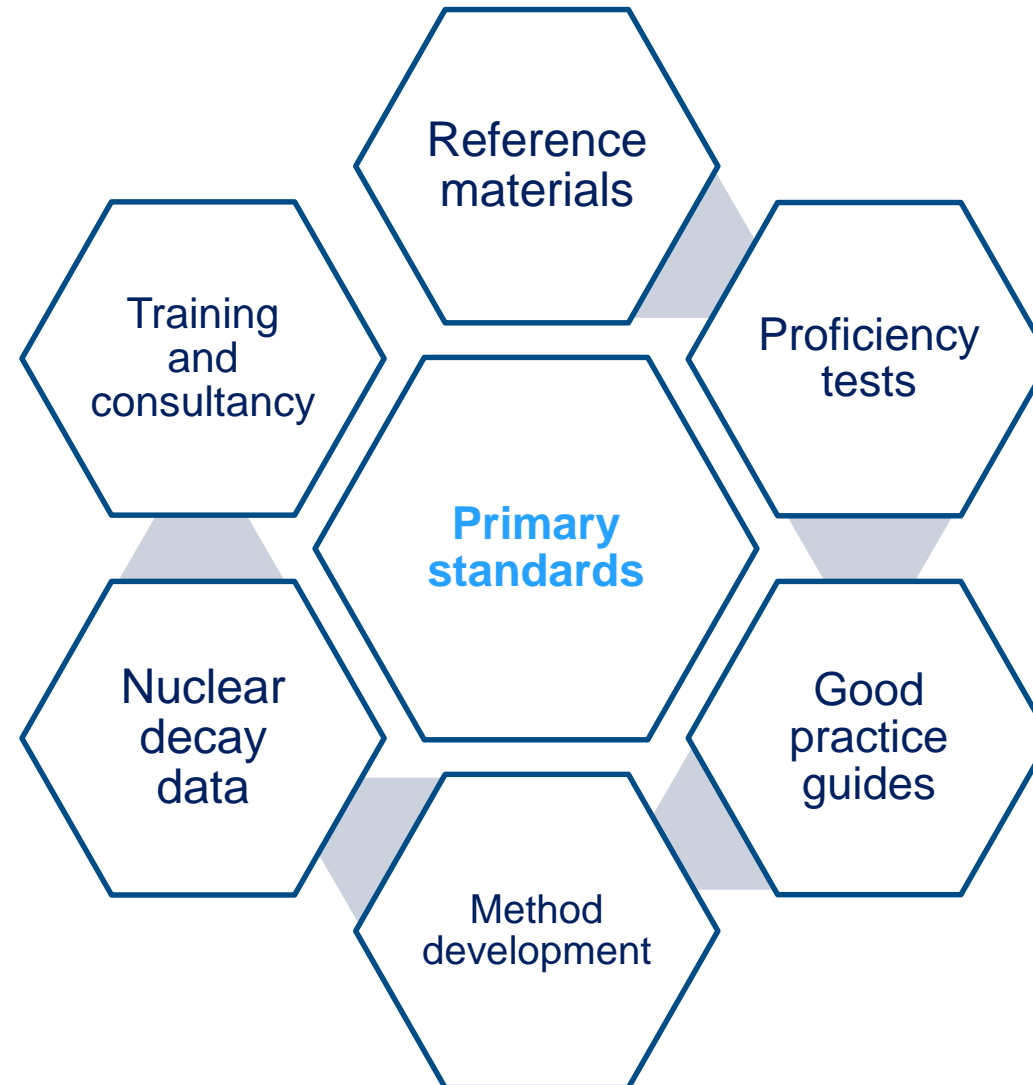 Reference
materials
Training
and
consultancy
Proficiency
tests
Primary
standards
Nuclear
decay
data
Good
practice
guides
Method
development